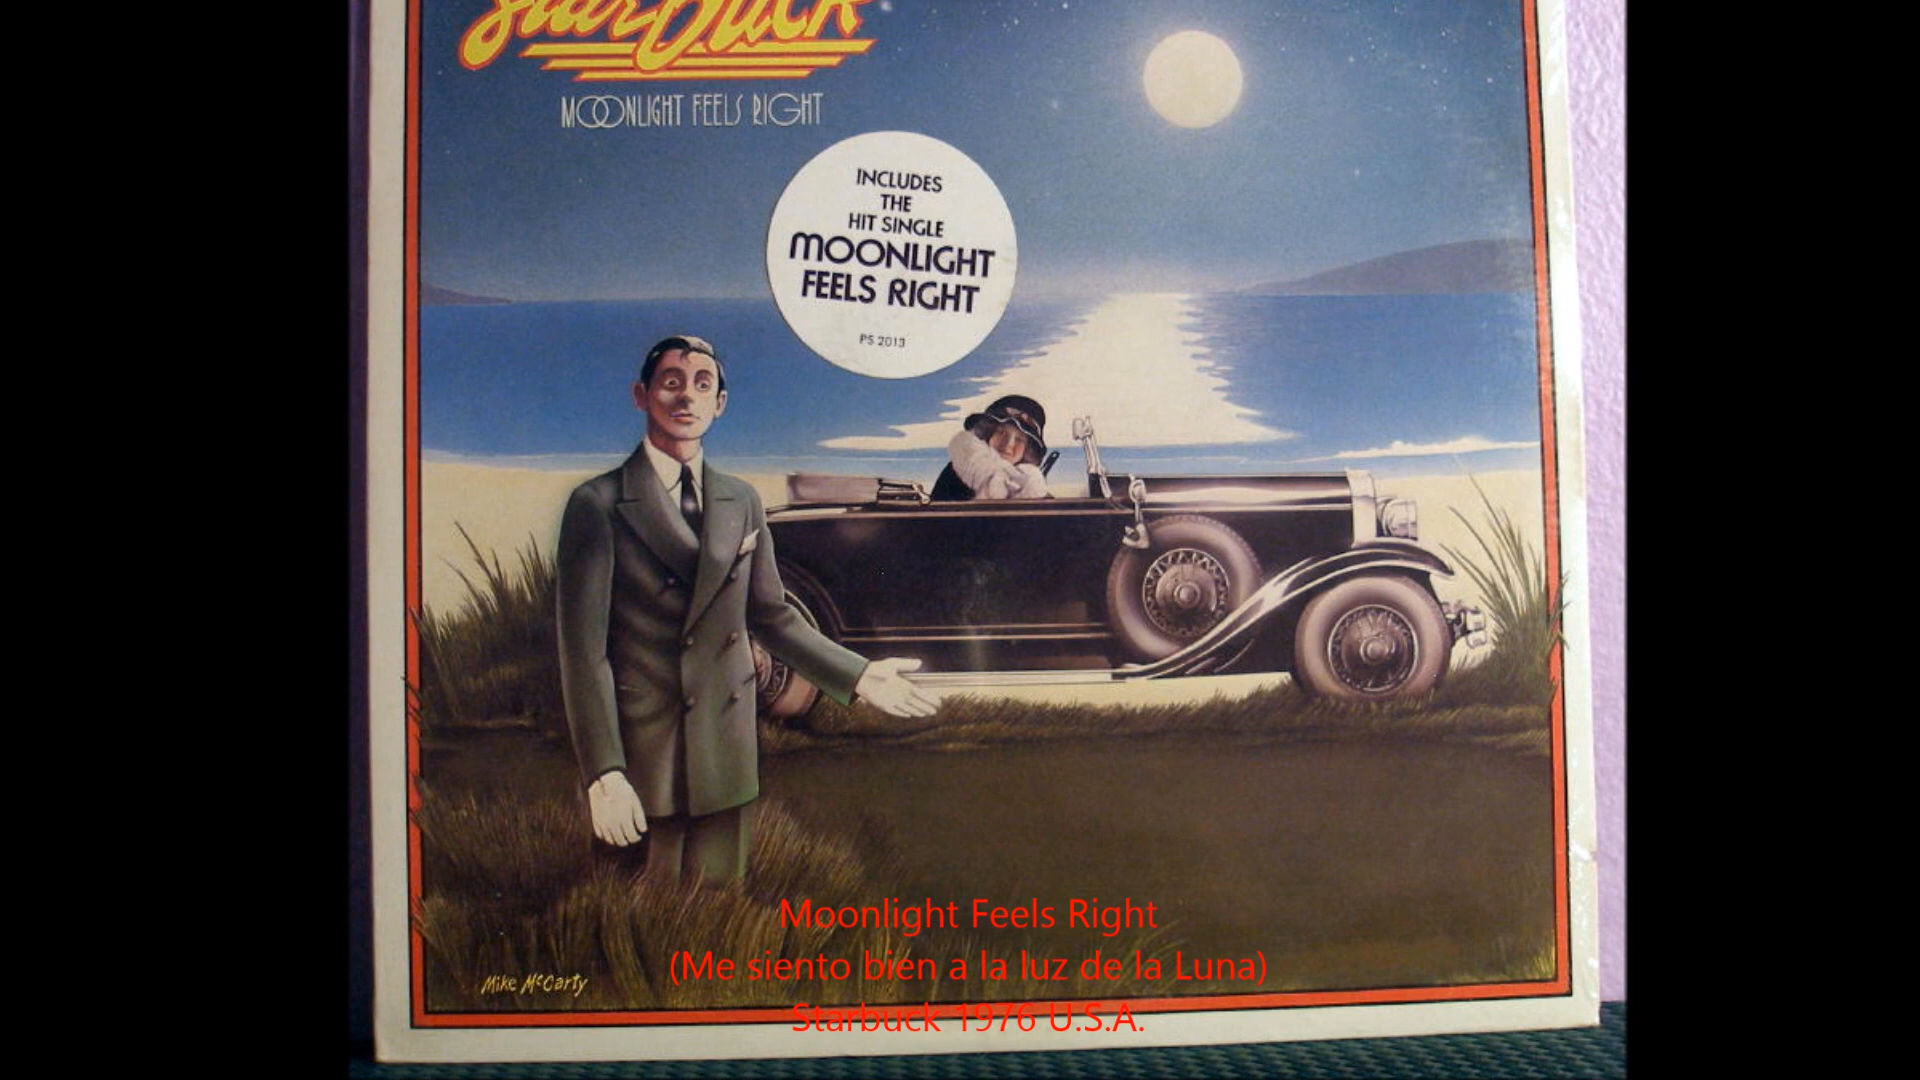 Starbuck
MOONLIGHT FEELS RIGHT
INCLUDES
THE
HIT SINGLE
MOONLIGHT
FEELS RIGHT
PS 2013
Mike McCarty
Moonlight Feels Right
(Me siento bien a la luz de la Luna)
Starbuck 1976 U.S.A.